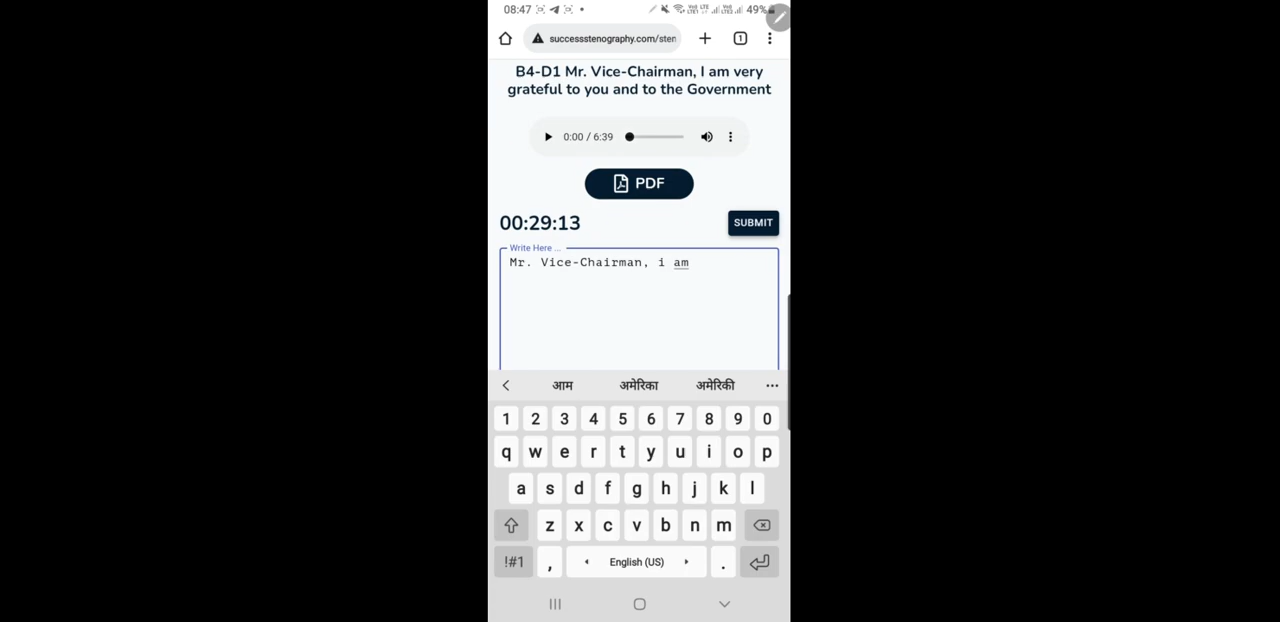 08:47 49%
successstenography.com/sten 1
B4-D1 Mr. Vice-Chairman, I am very
grateful to you and to the Government
0:00 / 6:39
PDF
00:29:13 SUBMIT
Write Here ...
Mr. Vice-Chairman, i am
आम अमेरिका अमेरिकी
1 2 3 4 5 6 7 8 9 0
q w e r t y u i o p
a s d f g h j k l
z x c v b n m
!#1 , English (US) .